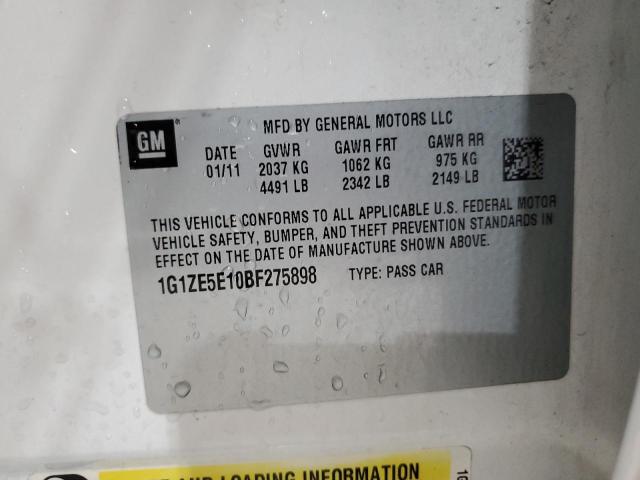 GM
MFD BY GENERAL MOTORS LLC
DATE GVWR GAWR FRT GAWR RR
01/11 2037 KG 1062 KG 975 KG
4491 LB 2342 LB 2149 LB
THIS VEHICLE CONFORMS TO ALL APPLICABLE U.S. FEDERAL MOTOR
VEHICLE SAFETY, BUMPER, AND THEFT PREVENTION STANDARDS IN
EFFECT ON THE DATE OF MANUFACTURE SHOWN ABOVE.
1G1ZE5E10BF275898 TYPE: PASS CAR
AND LOADING INFORMATION